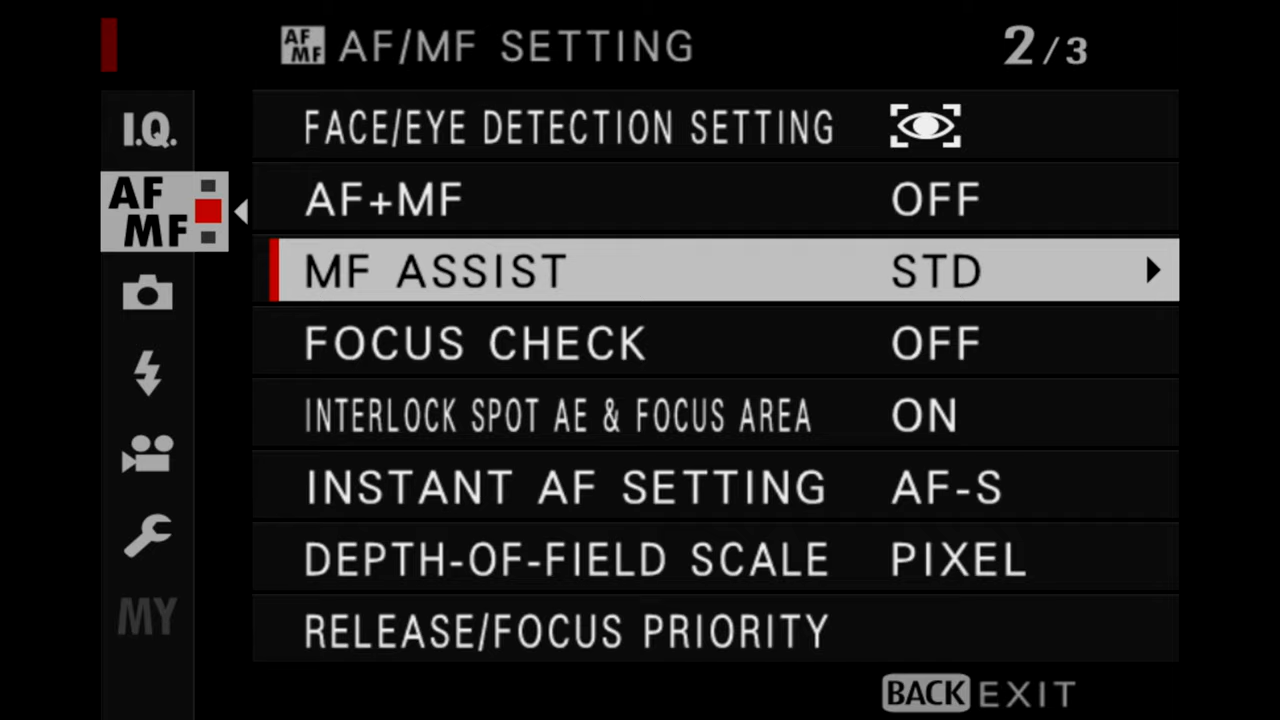 AF MF AF/MF SETTING 2/3
I.Q.
FACE/EYE DETECTION SETTING
AF MF
AF+MF OFF
MF ASSIST STD
FOCUS CHECK OFF
INTERLOCK SPOT AE & FOCUS AREA ON
INSTANT AF SETTING AF-S
DEPTH-OF-FIELD SCALE PIXEL
MY
RELEASE/FOCUS PRIORITY
BACK EXIT